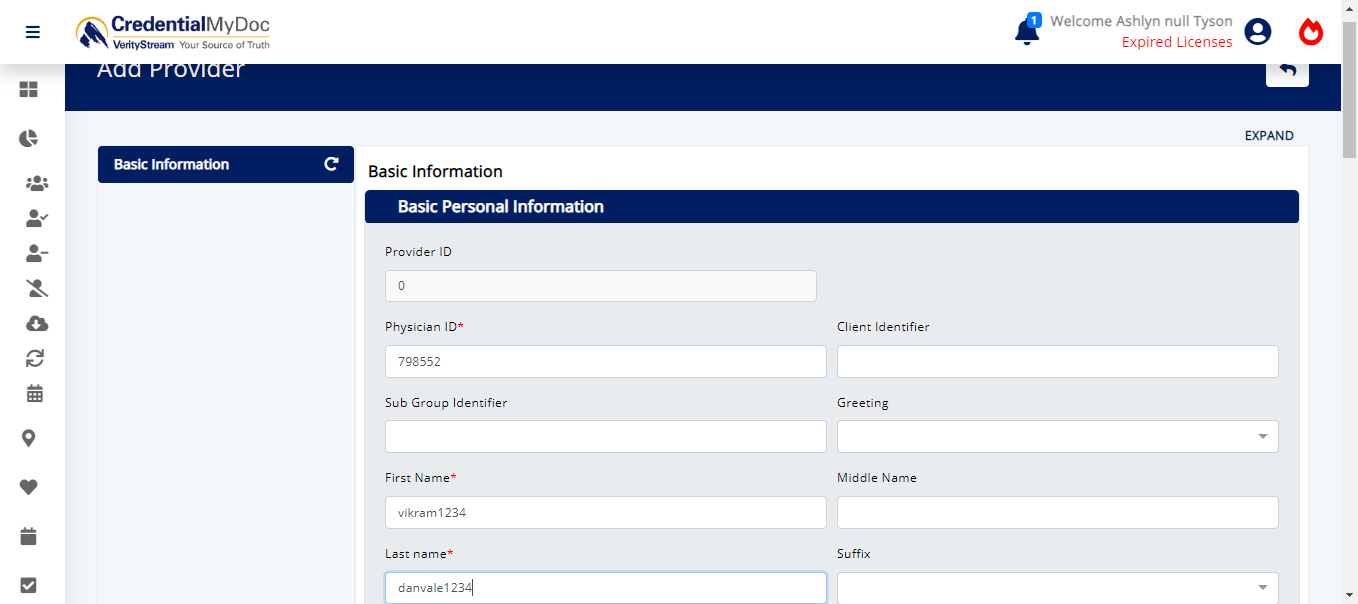 CredentialMyDoc
VerityStream Your Source of Truth
1
Welcome Ashlyn null Tyson
Expired Licenses
Add Provider
EXPAND
Basic Information
Basic Information
Basic Personal Information
Provider ID
0
Physician ID*
Client Identifier
798552
Sub Group Identifier
Greeting
First Name*
Middle Name
vikram1234
Last name*
Suffix
danvale1234